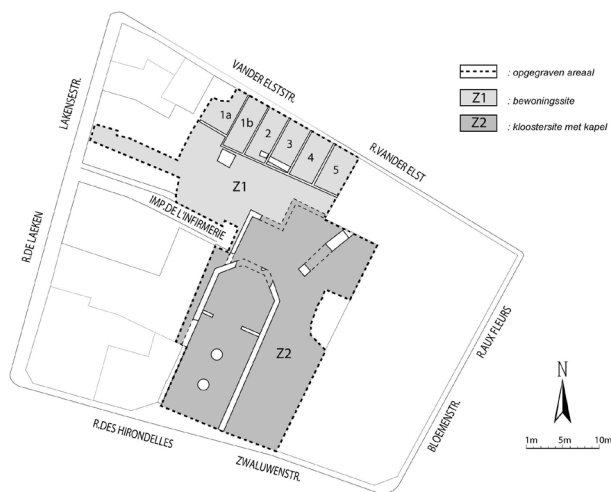 VANDER ELSTSTR.
R.VANDER ELST
LAKENSESTR.
R.DE LAEKEN
IMP.DE L'INFIRMERIE
1a
1b
2
3
4
5
Z1
Z2
R.AUX FLEURS
BLOEMENSTR.
R.DES HIRONDELLES
ZWALUWENSTR.
: opgegraven areaal
Z1 : bewoningssite
Z2 : kloostersite met kapel
N
1m 5m 10m